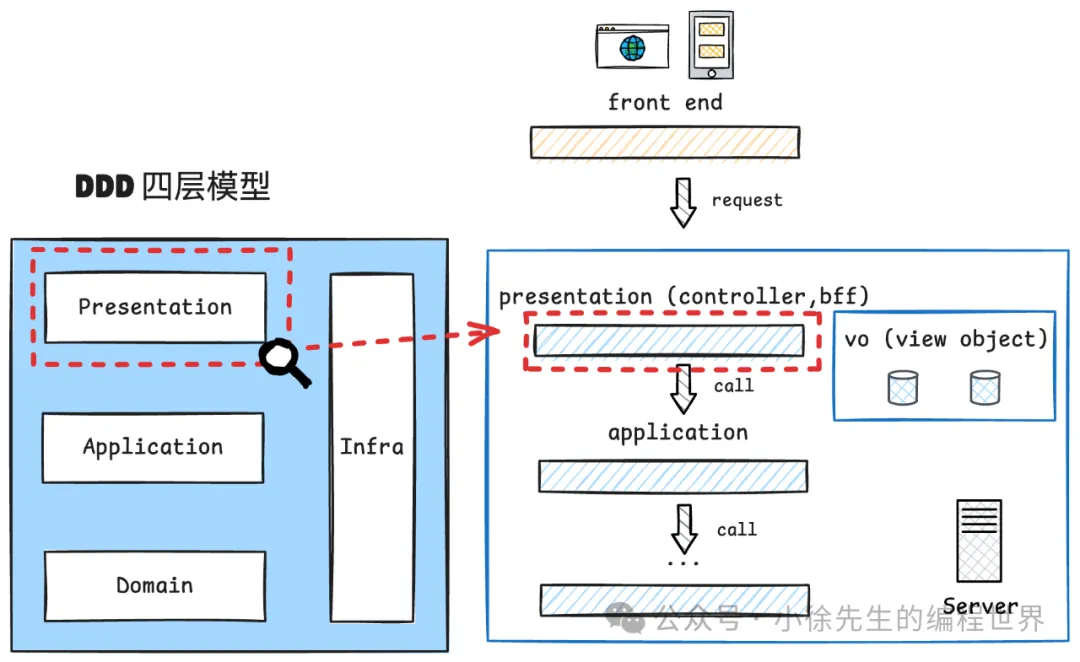 front end
request
DDD 四层模型
Presentation
Application
Domain
Infra
presentation (controller,bff)
vo (view object)
call
application
call
...
Server
公众号 · 小徐先生的编程世界